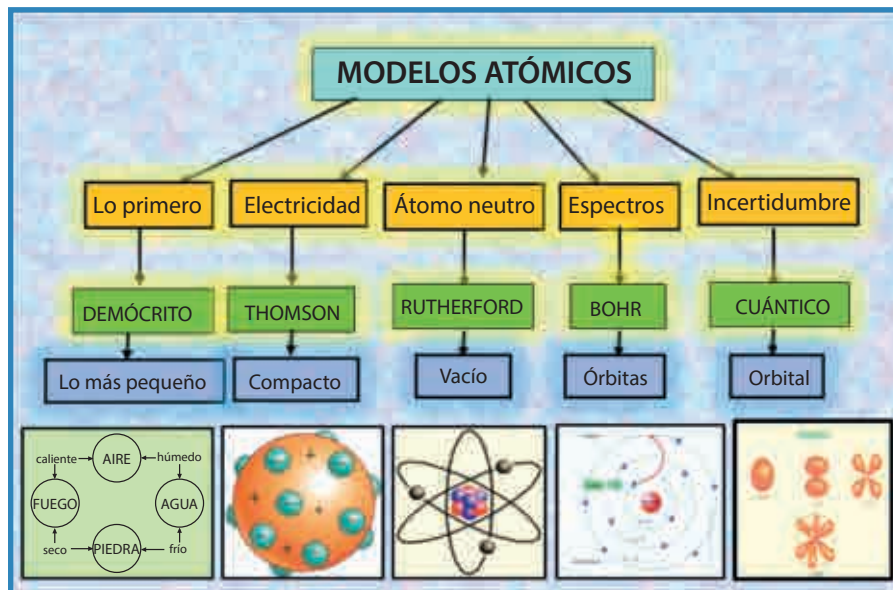 MODELOS ATÓMICOS
Lo primero
Electricidad
Átomo neutro
Espectros
Incertidumbre
DEMÓCRITO
THOMSON
RUTHERFORD
BOHR
CUÁNTICO
Lo más pequeño
Compacto
Vacío
Órbitas
Orbital
caliente
AIRE
húmedo
FUEGO
AGUA
seco
PIEDRA
frío